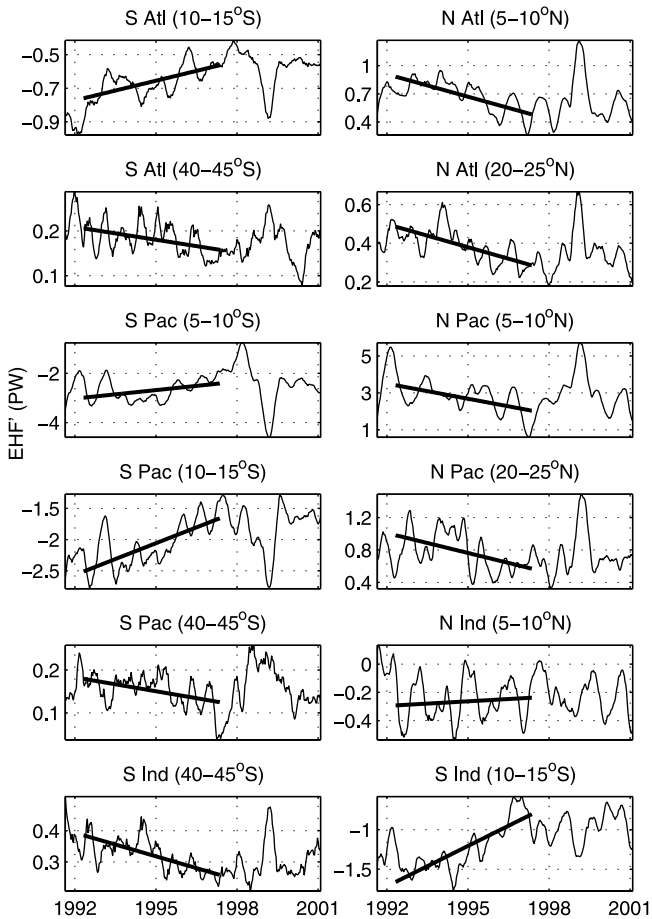 S Atl (10–15°S)
N Atl (5–10°N)
−0.5
−0.7
−0.9
1
0.7
0.4
S Atl (40–45°S)
N Atl (20–25°N)
0.2
0.1
0.6
0.4
0.2
S Pac (5–10°S)
N Pac (5–10°N)
−2
−4
5
3
1
EHF' (PW)
S Pac (10–15°S)
N Pac (20–25°N)
−1.5
−2
−2.5
1.2
0.8
0.4
S Pac (40–45°S)
N Ind (5–10°N)
0.2
0.1
0
−0.2
−0.4
S Ind (40–45°S)
S Ind (10–15°S)
0.4
0.3
−1
−1.5
1992 1995 1998 2001
1992 1995 1998 2001